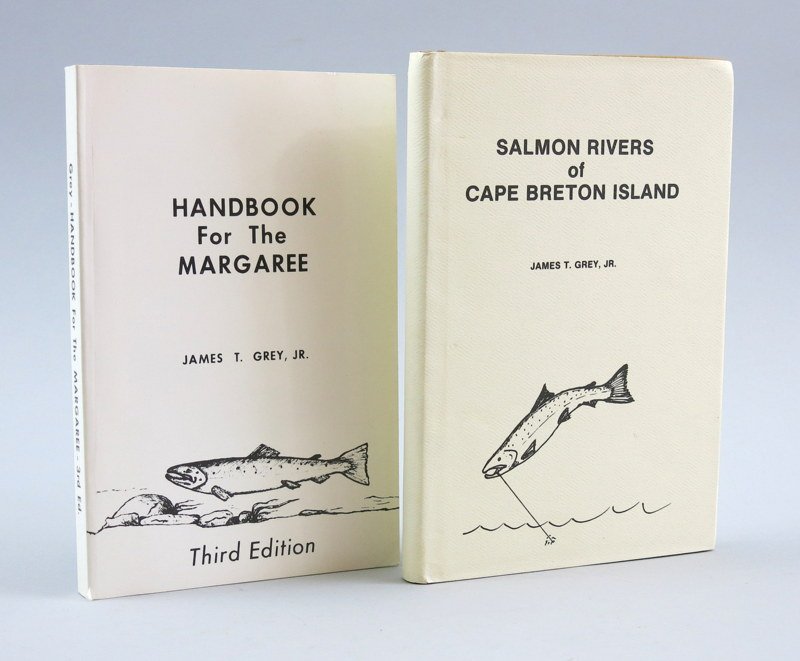 Grey - HANDBOOK For The MARGAREE - 3rd Ed.
HANDBOOK
For The
MARGAREE
JAMES T. GREY, JR.
Third Edition
SALMON RIVERS
of
CAPE BRETON ISLAND
JAMES T. GREY, JR.